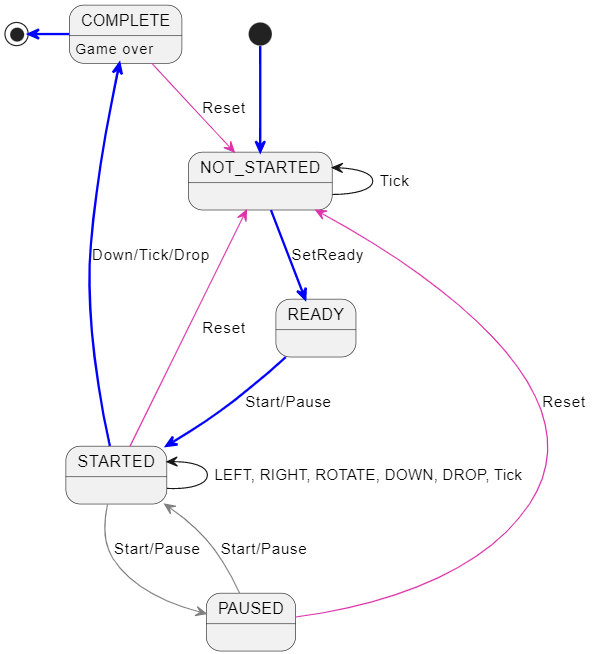 COMPLETE
Game over
Reset
NOT_STARTED
Tick
Down/Tick/Drop
SetReady
READY
Reset
Start/Pause
Reset
STARTED
LEFT, RIGHT, ROTATE, DOWN, DROP, Tick
Start/Pause
Start/Pause
PAUSED